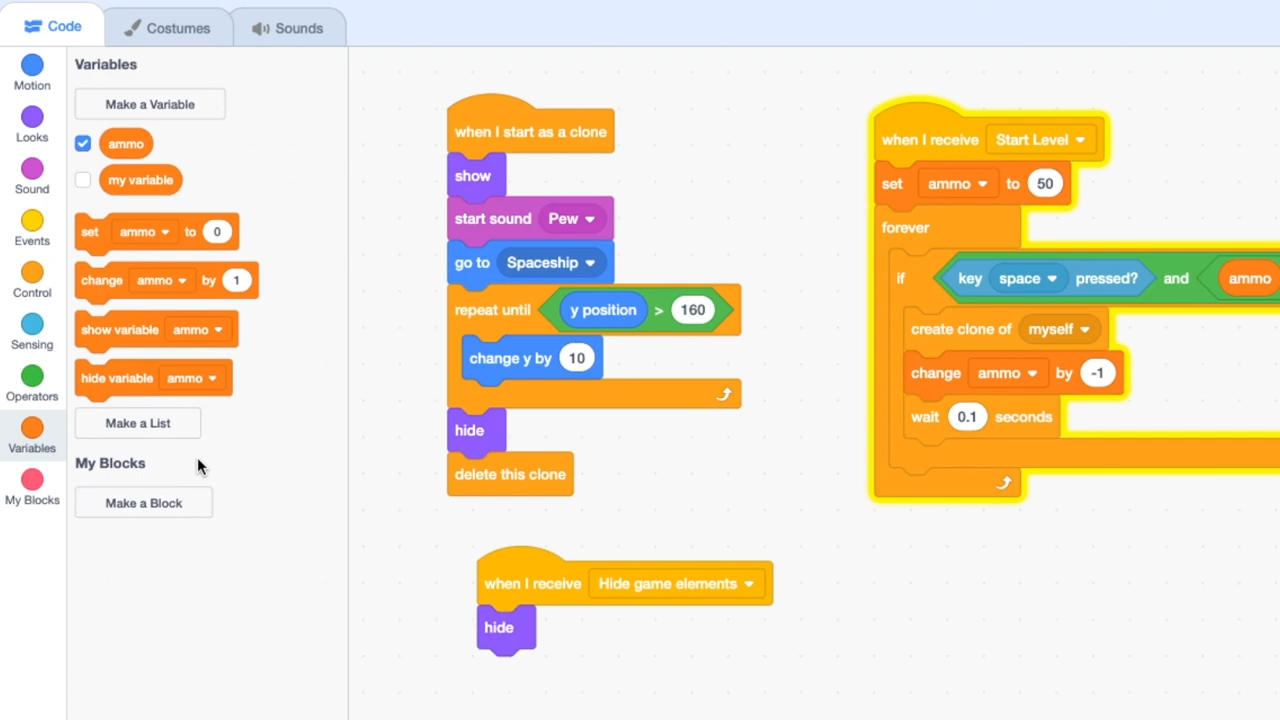 Code
Costumes
Sounds
Motion
Looks
Sound
Events
Control
Sensing
Operators
Variables
My Blocks
Variables
Make a Variable
ammo
my variable
set ammo to 0
change ammo by 1
show variable ammo
hide variable ammo
Make a List
My Blocks
Make a Block
when I start as a clone
show
start sound Pew
go to Spaceship
repeat until y position > 160
change y by 10
hide
delete this clone
when I receive Hide game elements
hide
when I receive Start Level
set ammo to 50
forever
if key space pressed? and ammo
create clone of myself
change ammo by -1
wait 0.1 seconds